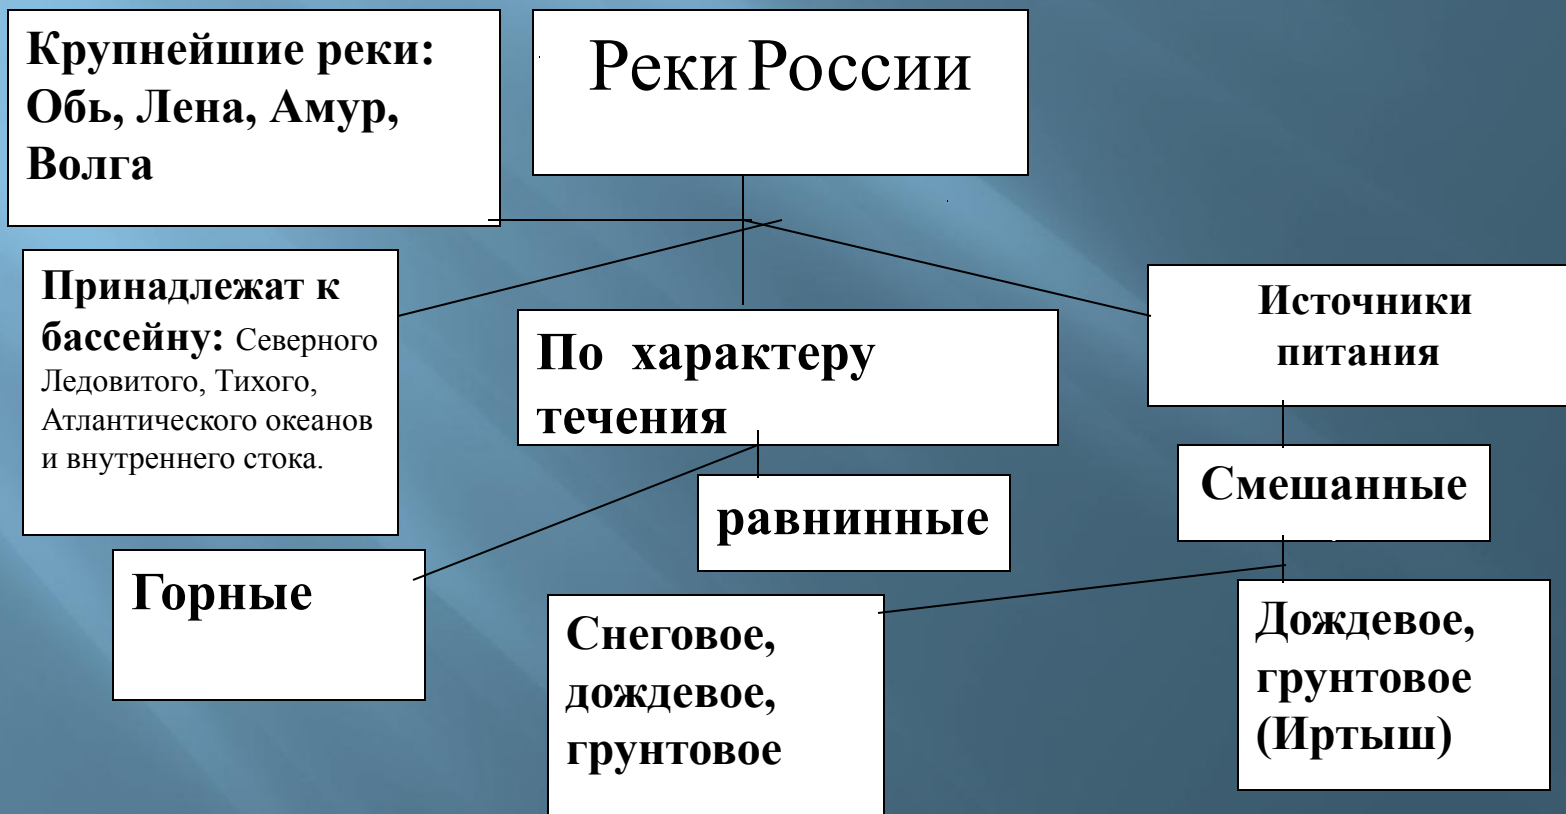 Крупнейшие реки:
Обь, Лена, Амур,
Волга
Реки России
Принадлежат к
бассейну: Северного
Ледовитого, Тихого,
Атлантического океанов
и внутреннего стока.
По характеру
течения
Источники
питания
равнинные
Смешанные
Горные
Снеговое,
дождевое,
грунтовое
Дождевое,
грунтовое
(Иртыш)